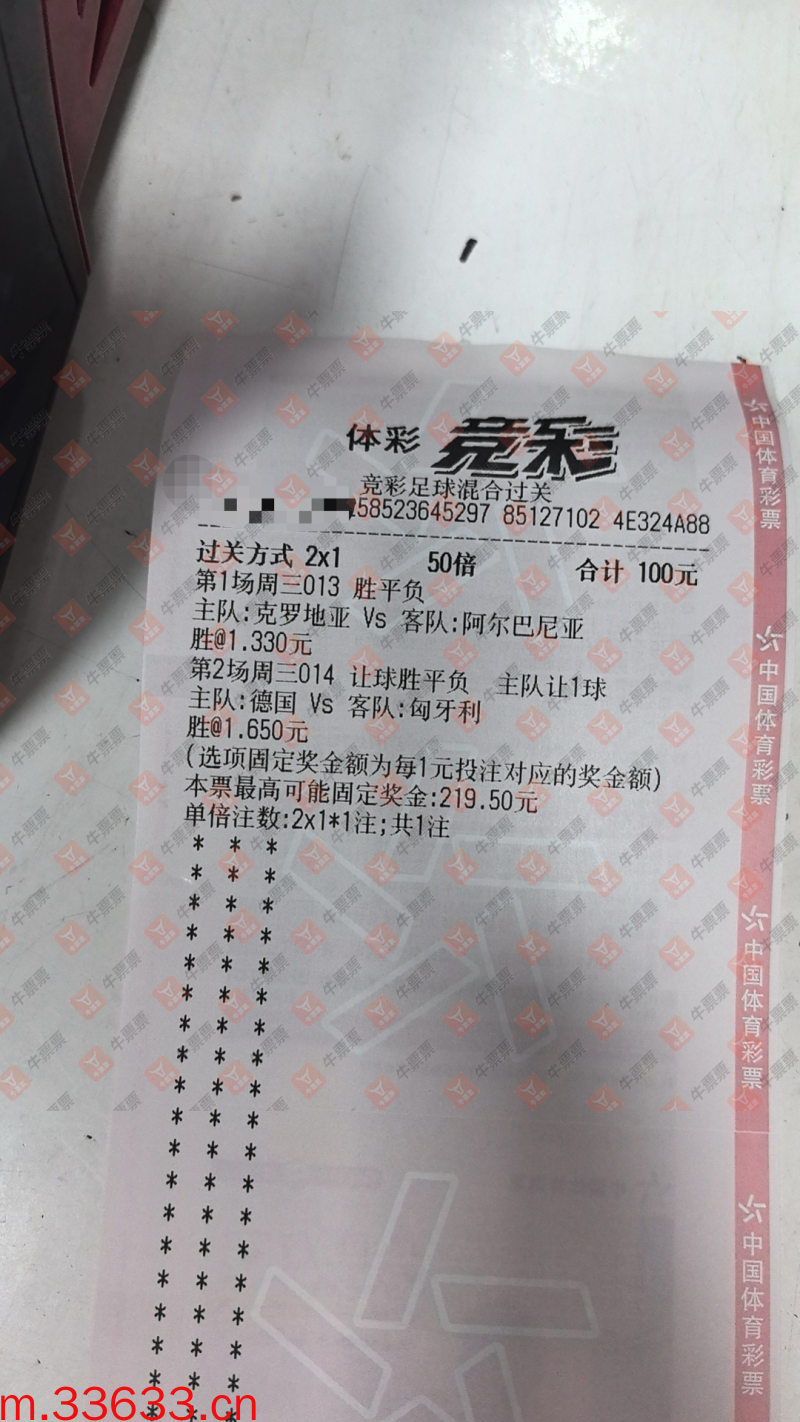 体彩 竞彩
竞彩足球混合过关
58523645297 85127102 4E324A88
过关方式 2x1 50倍 合计 100元
第1场周三013 胜平负
主队:克罗地亚 Vs 客队:阿尔巴尼亚
胜@1.330元
第2场周三014 让球胜平负 主队让1球
主队:德国 Vs 客队:匈牙利
胜@1.650元
(选项固定奖金额为每1元投注对应的奖金额)
本票最高可能固定奖金:219.50元
单倍注数:2x1*1注;共1注
中国体育彩票
中国体育彩票
中国体育彩票
中国体育彩票
牛票票
m.33633.cn